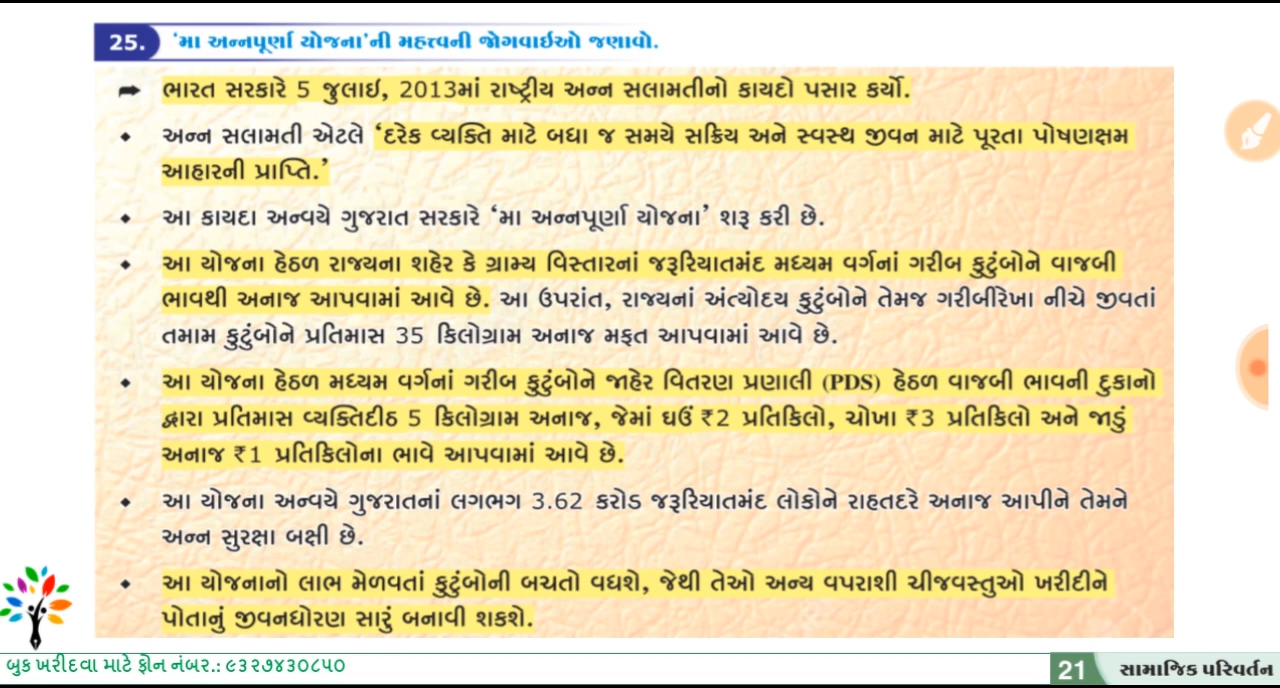 25. 'મા અન્નપૂર્ણા યોજના'ની મહત્ત્વની જોગવાઇઓ જણાવો.
➡ ભારત સરકારે 5 જુલાઇ, 2013માં રાષ્ટ્રીય અન્ન સલામતીનો કાયદો પસાર કર્યો.
• અન્ન સલામતી એટલે 'દરેક વ્યક્તિ માટે બધા જ સમયે સક્રિય અને સ્વસ્થ જીવન માટે પૂરતા પોષણક્ષમ
આહારની પ્રાપ્તિ.'
• આ કાયદા અન્વયે ગુજરાત સરકારે 'મા અન્નપૂર્ણા યોજના' શરૂ કરી છે.
• આ યોજના હેઠળ રાજ્યના શહેર કે ગ્રામ્ય વિસ્તારનાં જરૂરિયાતમંદ મધ્યમ વર્ગનાં ગરીબ કુટુંબોને વાજબી
ભાવથી અનાજ આપવામાં આવે છે. આ ઉપરાંત, રાજ્યનાં અંત્યોદય કુટુંબોને તેમજ ગરીબીરેખા નીચે જીવતાં
તમામ કુટુંબોને પ્રતિમાસ 35 કિલોગ્રામ અનાજ મફત આપવામાં આવે છે.
• આ યોજના હેઠળ મધ્યમ વર્ગનાં ગરીબ કુટુંબોને જાહેર વિતરણ પ્રણાલી (PDS) હેઠળ વાજબી ભાવની દુકાનો
દ્વારા પ્રતિમાસ વ્યક્તિદીઠ 5 કિલોગ્રામ અનાજ, જેમાં ઘઉં ₹2 પ્રતિકિલો, ચોખા ₹3 પ્રતિકિલો અને જાડું
અનાજ ₹1 પ્રતિકિલોના ભાવે આપવામાં આવે છે.
• આ યોજના અન્વયે ગુજરાતનાં લગભગ 3.62 કરોડ જરૂરિયાતમંદ લોકોને રાહતદરે અનાજ આપીને તેમને
અન્ન સુરક્ષા બક્ષી છે.
• આ યોજનાનો લાભ મેળવતાં કુટુંબોની બચતો વધશે, જેથી તેઓ અન્ય વપરાશી ચીજવસ્તુઓ ખરીદીને
પોતાનું જીવનધોરણ સારું બનાવી શકશે.
બુક ખરીદવા માટે ફોન નંબર.: ૯૩૨૭૪૩૦૮૫૦
21 સામાજિક પરિવર્તન